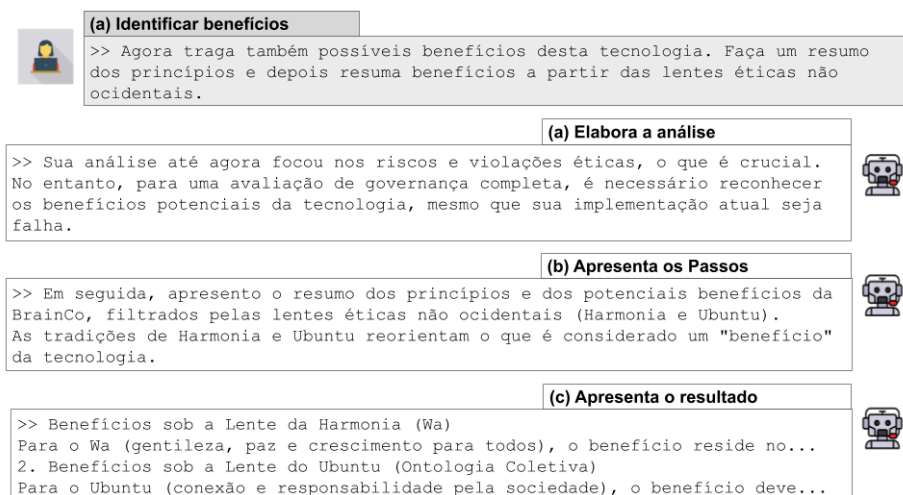 (a) Identificar benefícios
>> Agora traga também possíveis benefícios desta tecnologia. Faça um resumo
dos princípios e depois resuma benefícios a partir das lentes éticas não
ocidentais.
(a) Elabora a análise
>> Sua análise até agora focou nos riscos e violações éticas, o que é crucial.
No entanto, para uma avaliação de governança completa, é necessário reconhecer
os benefícios potenciais da tecnologia, mesmo que sua implementação atual seja
falha.
(b) Apresenta os Passos
>> Em seguida, apresento o resumo dos princípios e dos potenciais benefícios da
BrainCo, filtrados pelas lentes éticas não ocidentais (Harmonia e Ubuntu).
As tradições de Harmonia e Ubuntu reorientam o que é considerado um "benefício"
da tecnologia.
(c) Apresenta o resultado
>> Benefícios sob a Lente da Harmonia (Wa)
Para o Wa (gentileza, paz e crescimento para todos), o benefício reside no...
2. Benefícios sob a Lente do Ubuntu (Ontologia Coletiva)
Para o Ubuntu (conexão e responsabilidade pela sociedade), o benefício deve...